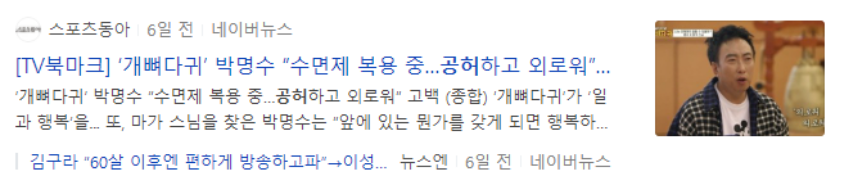 스포츠동아 6일 전 네이버뉴스
[TV북마크] ‘개뼈다귀’ 박명수 “수면제 복용 중…공허하고 외로워”...
‘개뼈다귀’ 박명수 “수면제 복용 중…공허하고 외로워” 고백 (종합) ‘개뼈다귀’가 ‘일
과 행복’을... 또, 마가 스님을 찾은 박명수는 “앞에 있는 뭔가를 갖게 되면 행복하...
김구라 “60살 이후엔 편하게 방송하고파”→이성... 뉴스엔 6일 전 네이버뉴스